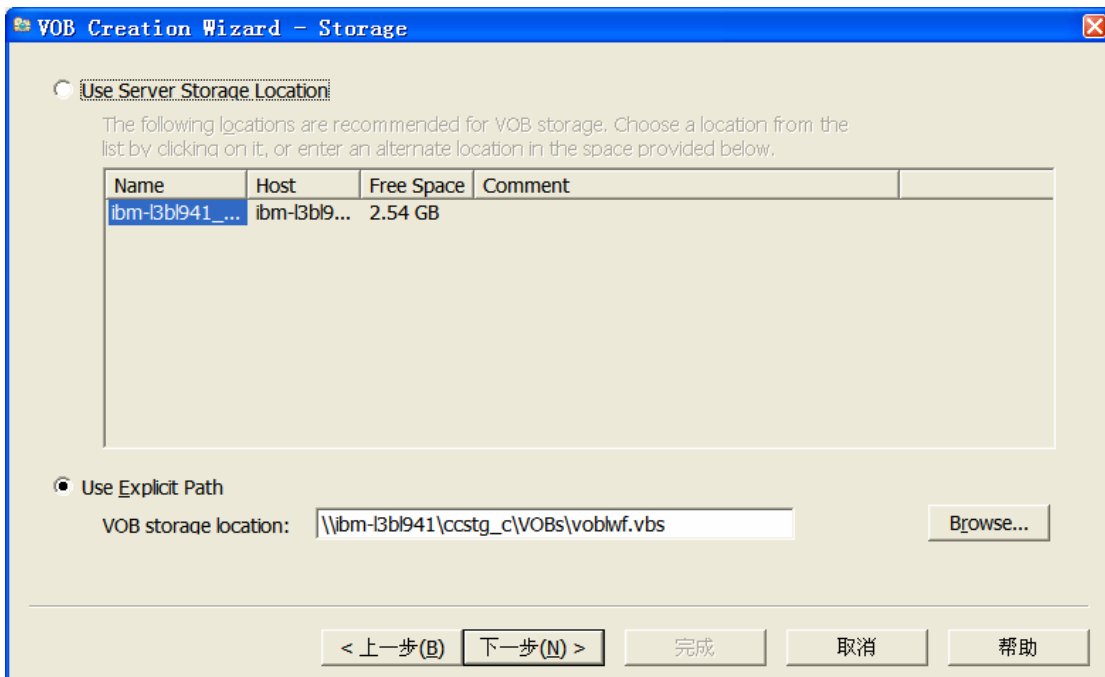 VOB Creation Wizard - Storage
Use Server Storage Location
The following locations are recommended for VOB storage. Choose a location from the
list by clicking on it, or enter an alternate location in the space provided below.
Name Host Free Space Comment
ibm-l3bl941_... ibm-l3bl9... 2.54 GB
Use Explicit Path
VOB storage location: \\ibm-l3bl941\ccstg_c\VOBs\voblwf.vbs Browse...
< 上一步(B) 下一步(N) > 完成 取消 帮助